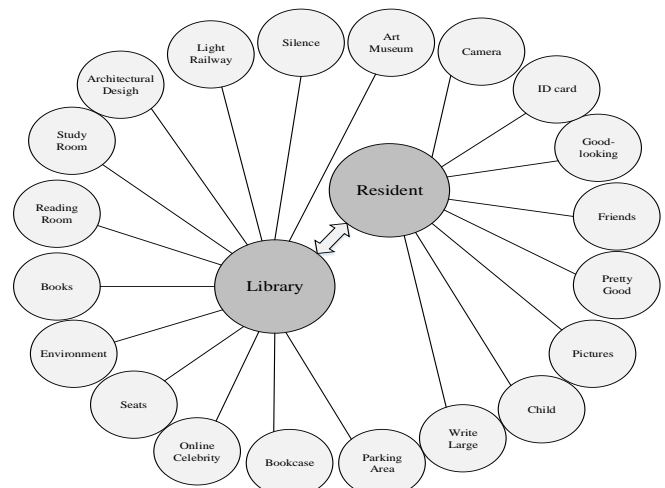 Silence
Art
Museum
Light
Railway
Camera
Architectural
Desigh
ID card
Study
Room
Good-
looking
Resident
Reading
Room
Friends
Library
Books
Pretty
Good
Environment
Pictures
Seats
Child
Online
Celebrity
Write
Large
Bookcase
Parking
Area